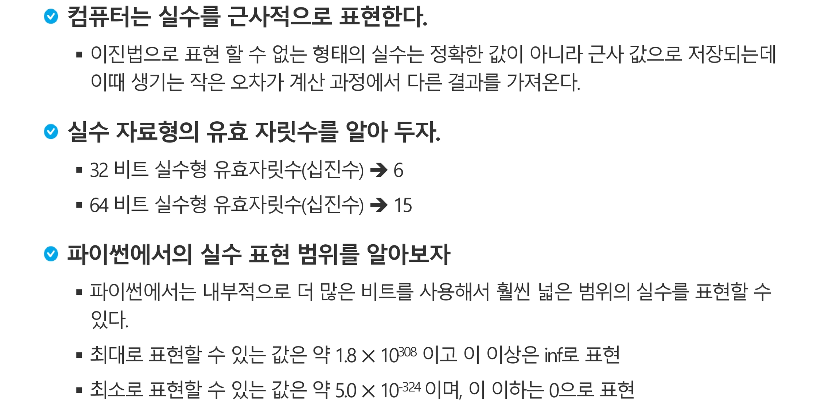 컴퓨터는 실수를 근사적으로 표현한다.
▪ 이진법으로 표현 할 수 없는 형태의 실수는 정확한 값이 아니라 근사 값으로 저장되는데
이때 생기는 작은 오차가 계산 과정에서 다른 결과를 가져온다.
실수 자료형의 유효 자릿수를 알아 두자.
▪ 32 비트 실수형 유효자릿수(십진수) ➔ 6
▪ 64 비트 실수형 유효자릿수(십진수) ➔ 15
파이썬에서의 실수 표현 범위를 알아보자
▪ 파이썬에서는 내부적으로 더 많은 비트를 사용해서 훨씬 넓은 범위의 실수를 표현할 수
있다.
▪ 최대로 표현할 수 있는 값은 약 1.8 × 10³⁰⁸ 이고 이 이상은 inf로 표현
▪ 최소로 표현할 수 있는 값은 약 5.0 × 10⁻³²⁴ 이며, 이 이하는 0으로 표현